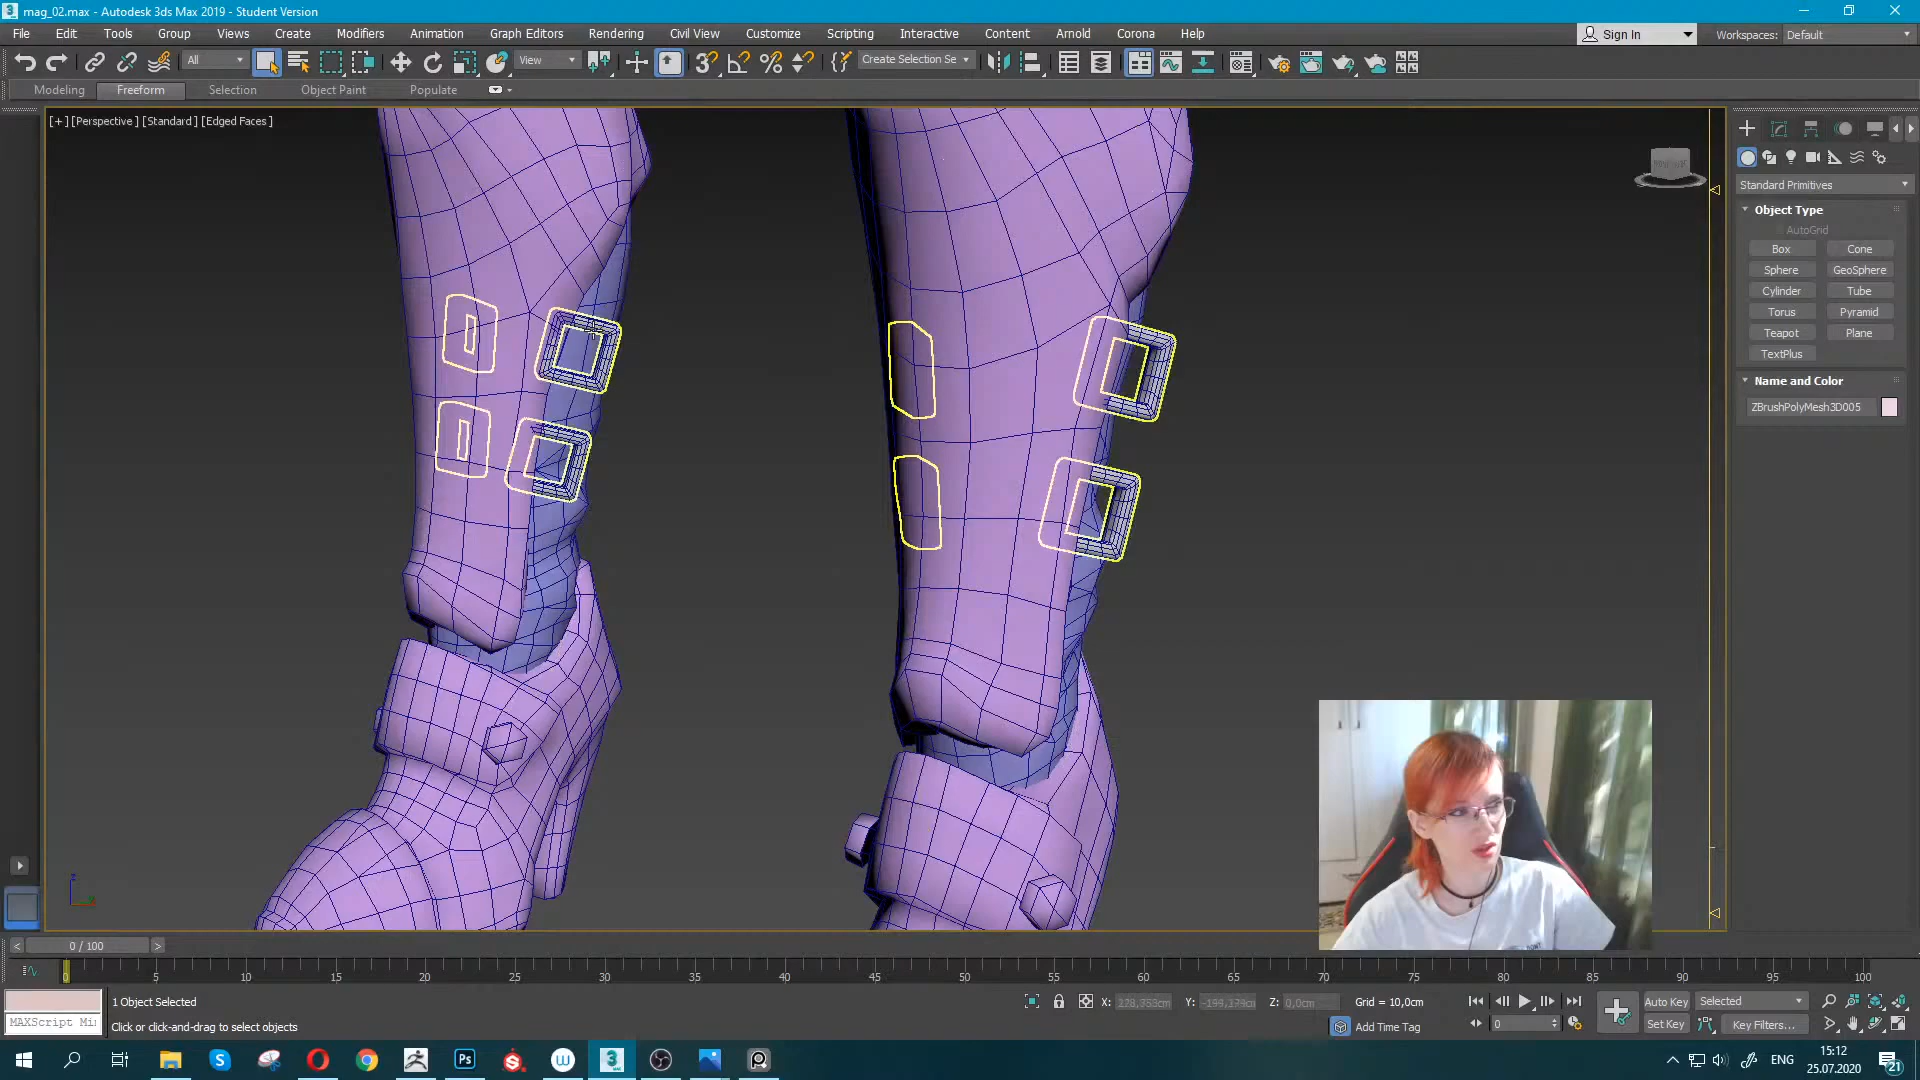 mag_02.max - Autodesk 3ds Max 2019 - Student Version
File Edit Tools Group Views Create Modifiers Animation Graph Editors Rendering Civil View Customize Scripting Interactive Content Arnold Corona Help
Sign In Workspaces: Default
All View Create Selection Se
Modeling Freeform Selection Object Paint Populate
[+] [Perspective] [Standard] [Edged Faces]
Standard Primitives
Object Type
AutoGrid
Box Cone
Sphere GeoSphere
Cylinder Tube
Torus Pyramid
Teapot Plane
TextPlus
Name and Color
ZBrushPolyMesh3D005
< 0 / 100 >
0 5 10 15 20 25 30 35 40 45 50 55 60 65 70 75 80 85 90 95 100
1 Object Selected X: Y: Z: 0,0cm Grid = 10,0cm Auto Key Selected
MAXScript Mi
Click or click-and-drag to select objects Add Time Tag 0 Set Key Key Filters...
ENG 15:12
25.07.2020 21